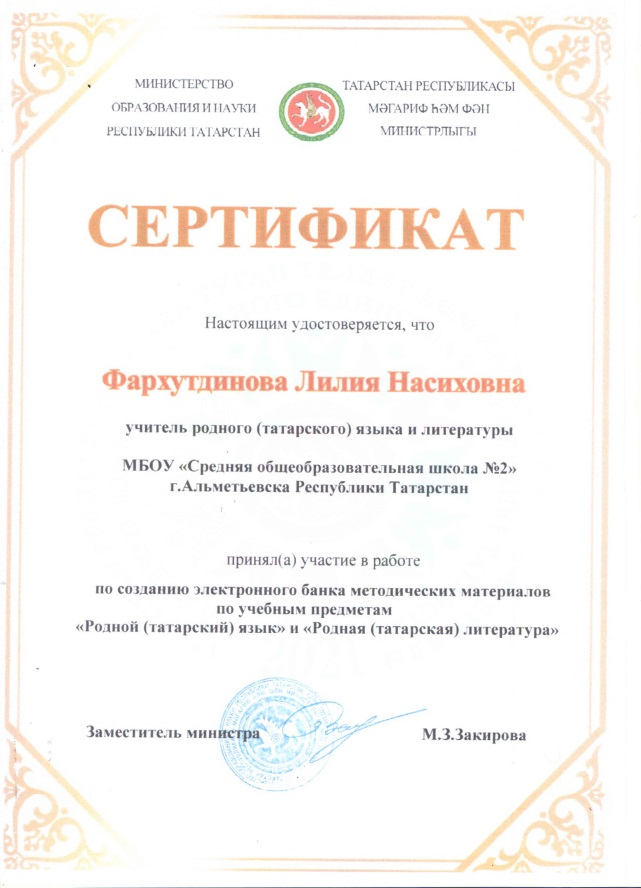 МИНИСТЕРСТВО
ОБРАЗОВАНИЯ И НАУКИ
РЕСПУБЛИКИ ТАТАРСТАН
ТАТАРСТАН РЕСПУБЛИКАСЫ
МӘГАРИФ ҺӘМ ФӘН
МИНИСТРЛЫГЫ
СЕРТИФИКАТ
Настоящим удостоверяется, что
Фархутдинова Лилия Насиховна
учитель родного (татарского) языка и литературы
МБОУ «Средняя общеобразовательная школа №2»
г.Альметьевска Республики Татарстан
принял(а) участие в работе
по созданию электронного банка методических материалов
по учебным предметам
«Родной (татарский) язык» и «Родная (татарская) литература»
Заместитель министра
М.З.Закирова